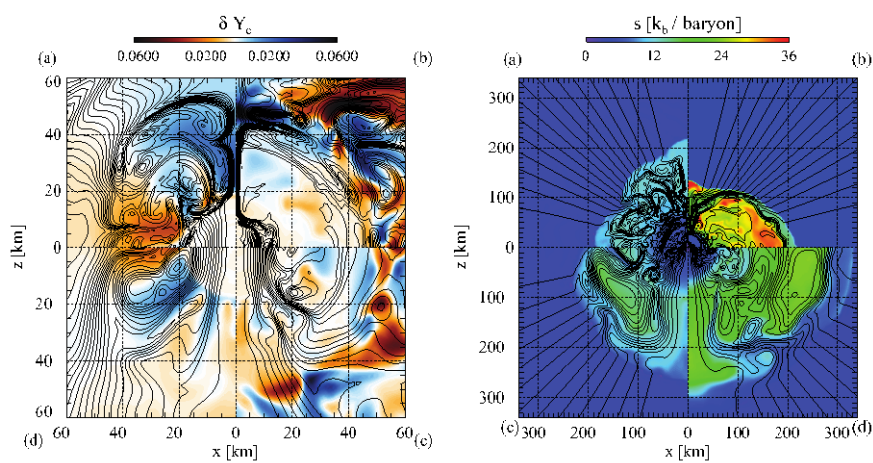 δ Y_c
(a) 0.0600 0.0200 0.0200 0.0600 (b)
60
40
20
0
20
40
60
z [km]
(d) 60 40 20 0 20 40 60 (c)
x [km]
s [k_b / baryon]
(a) 0 12 24 36 (b)
300
200
100
0
100
200
300
z [km]
(c) 300 200 100 0 100 200 300 (d)
x [km]